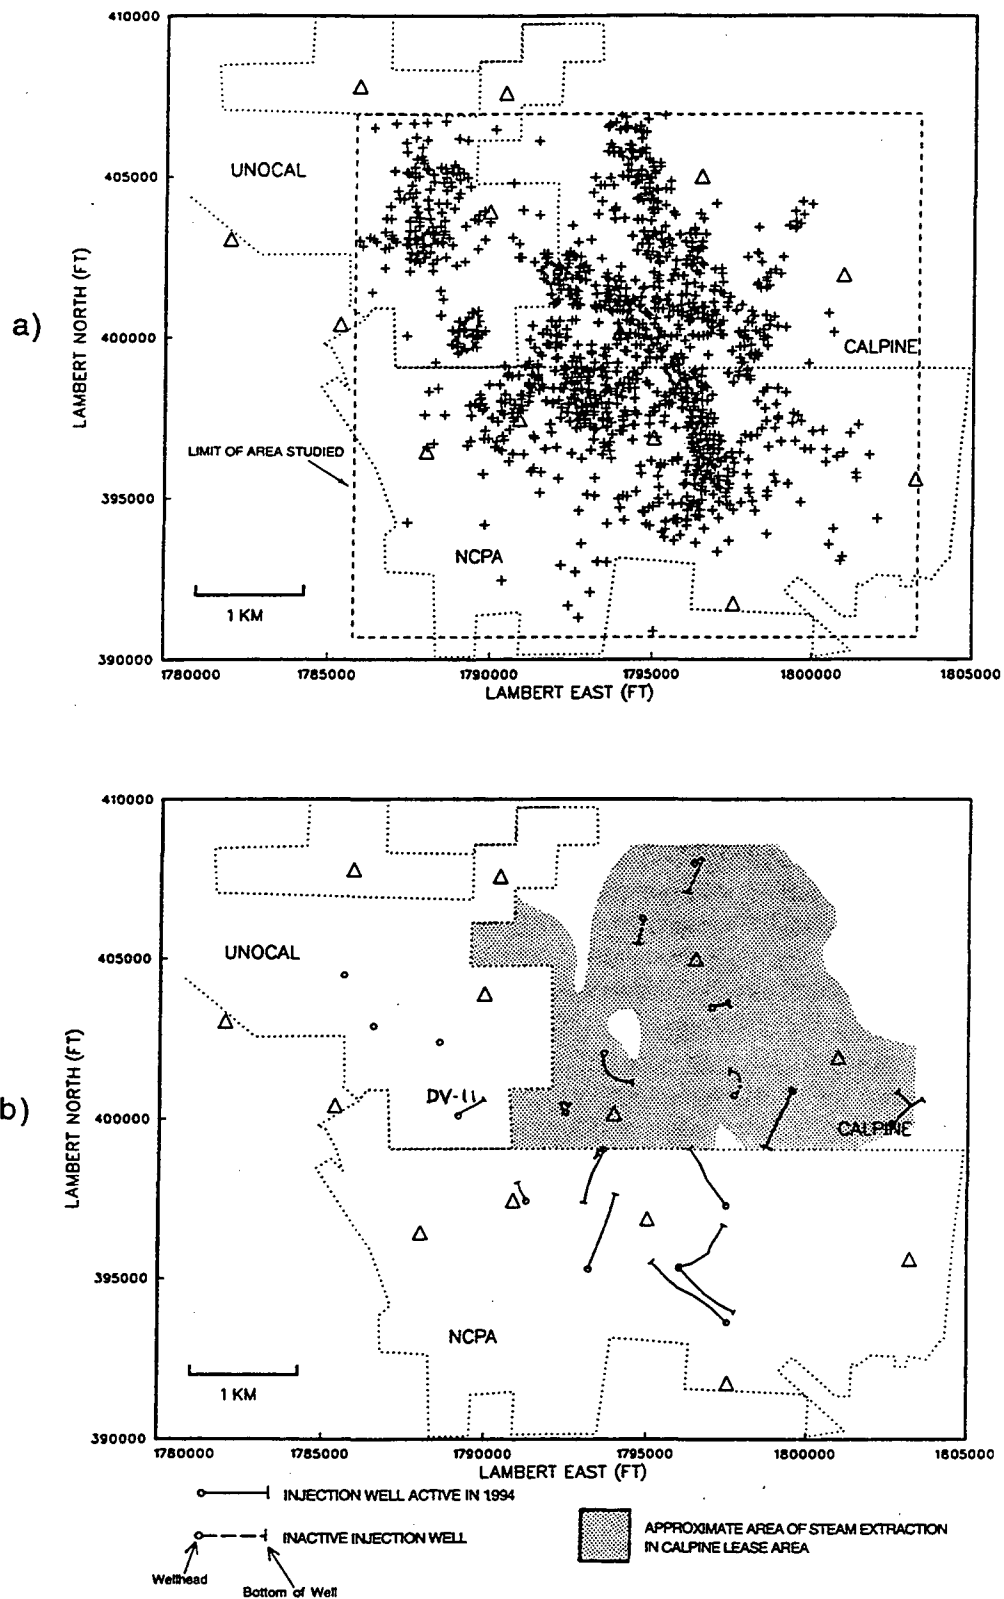 a)
410000
405000
400000
395000
390000
LAMBERT NORTH (FT)
UNOCAL
CALPINE
LIMIT OF AREA STUDIED
NCPA
1 KM
1780000 1785000 1790000 1795000 1800000 1805000
LAMBERT EAST (FT)
b)
410000
405000
400000
395000
390000
LAMBERT NORTH (FT)
UNOCAL
DV-11
CALPINE
NCPA
1 KM
1780000 1785000 1790000 1795000 1800000 1805000
LAMBERT EAST (FT)
INJECTION WELL ACTIVE IN 1994
INACTIVE INJECTION WELL
Wellhead
Bottom of Well
APPROXIMATE AREA OF STEAM EXTRACTION
IN CALPINE LEASE AREA